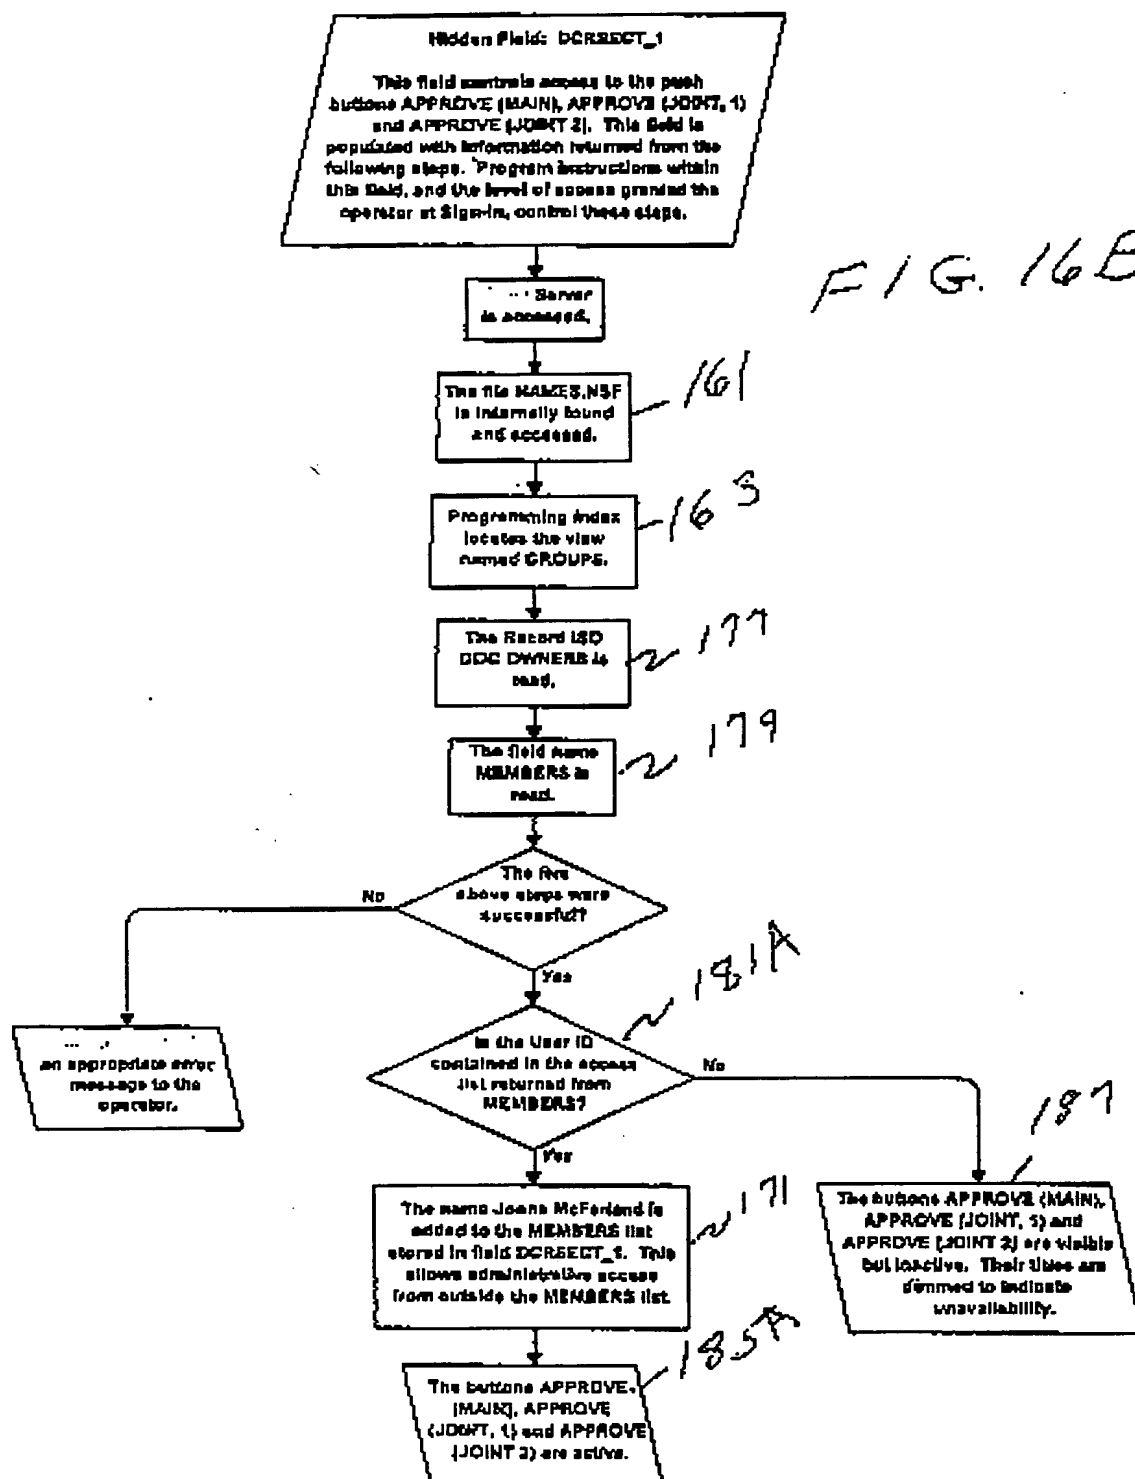 Hidden Field: DCRSECT_1
This field controls access to the push
buttons APPROVE (MAIN), APPROVE (JOINT, 1)
and APPROVE (JOINT 2). This field is
populated with information returned from the
following steps. Program instructions within
this field, and the level of access granted the
operator at Sign-in, control these steps.
FIG. 16B
Server
is accessed.
The file NAMES.NSF
is internally found
and accessed.
161
Programming index
locates the view
named GROUPS.
163
The Record ISD
DOC OWNERS is
read.
177
The field name
MEMBERS is
read.
179
The five
above steps were
successful?
No
Yes
an appropriate error
message to the
operator.
Is the User ID
contained in the access
list returned from
MEMBERS?
181A
No
Yes
187
The buttons APPROVE (MAIN),
APPROVE (JOINT, 1) and
APPROVE (JOINT 2) are visible
but inactive. Their titles are
dimmed to indicate
unavailability.
The name Joana McFarland is
added to the MEMBERS list
stored in field DCRSECT_1. This
allows administrative access
from outside the MEMBERS list.
171
The buttons APPROVE,
(MAIN), APPROVE
(JOINT, 1) and APPROVE
(JOINT 2) are active.
185A